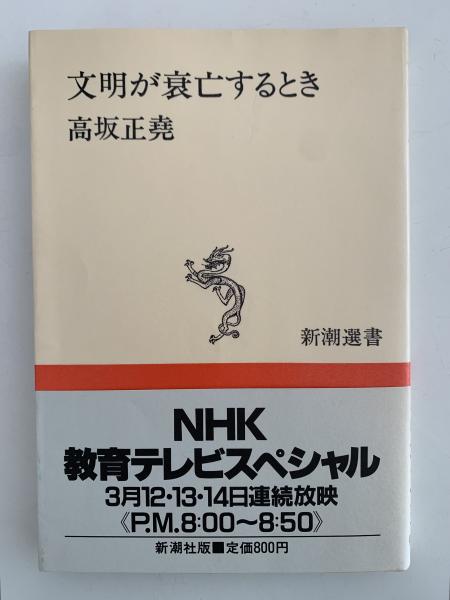 文明が衰亡するとき
高坂正堯
新潮選書
NHK
教育テレビスペシャル
3月12・13・14日連続放映
《P.M.8:00〜8:50》
新潮社版■定価800円